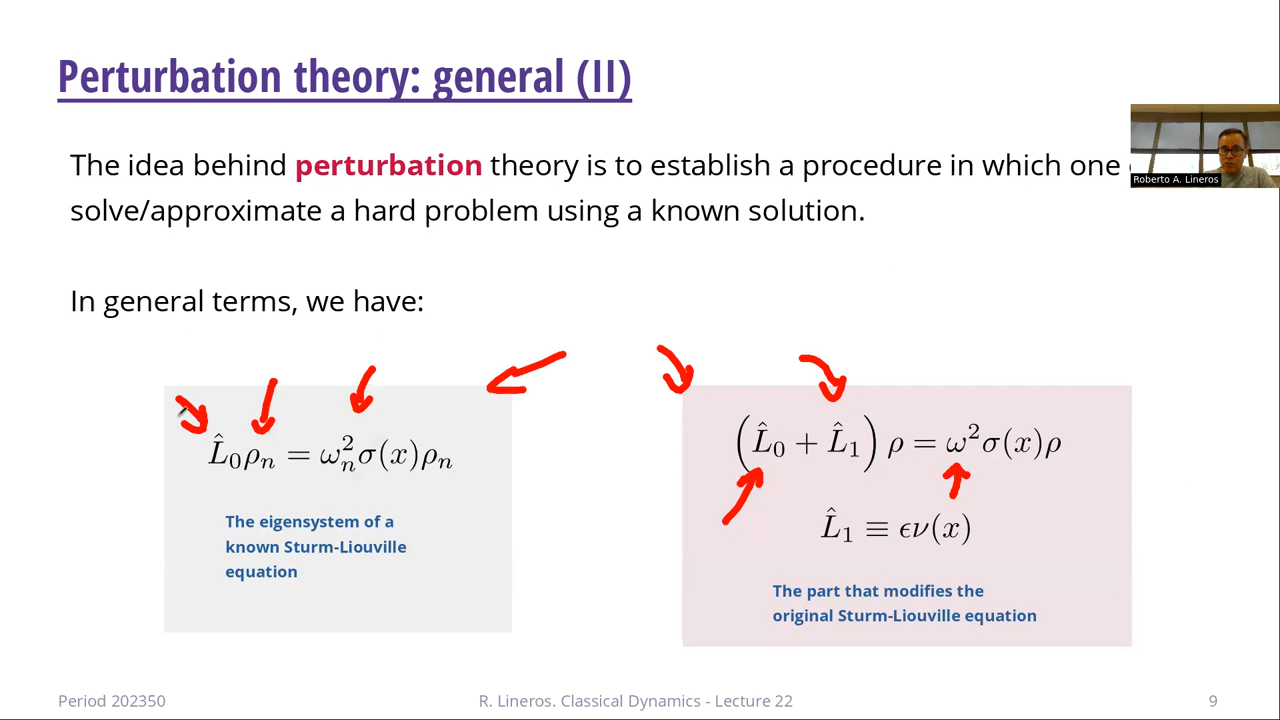 Perturbation theory: general (II)
The idea behind perturbation theory is to establish a procedure in which one
solve/approximate a hard problem using a known solution.
Roberto A. Lineros
In general terms, we have:
L̂₀ρₙ = ωₙ²σ(x)ρₙ
The eigensystem of a
known Sturm-Liouville
equation
(L̂₀ + L̂₁) ρ = ω²σ(x)ρ
L̂₁ ≡ ϵν(x)
The part that modifies the
original Sturm-Liouville equation
Period 202350
R. Lineros. Classical Dynamics - Lecture 22
9